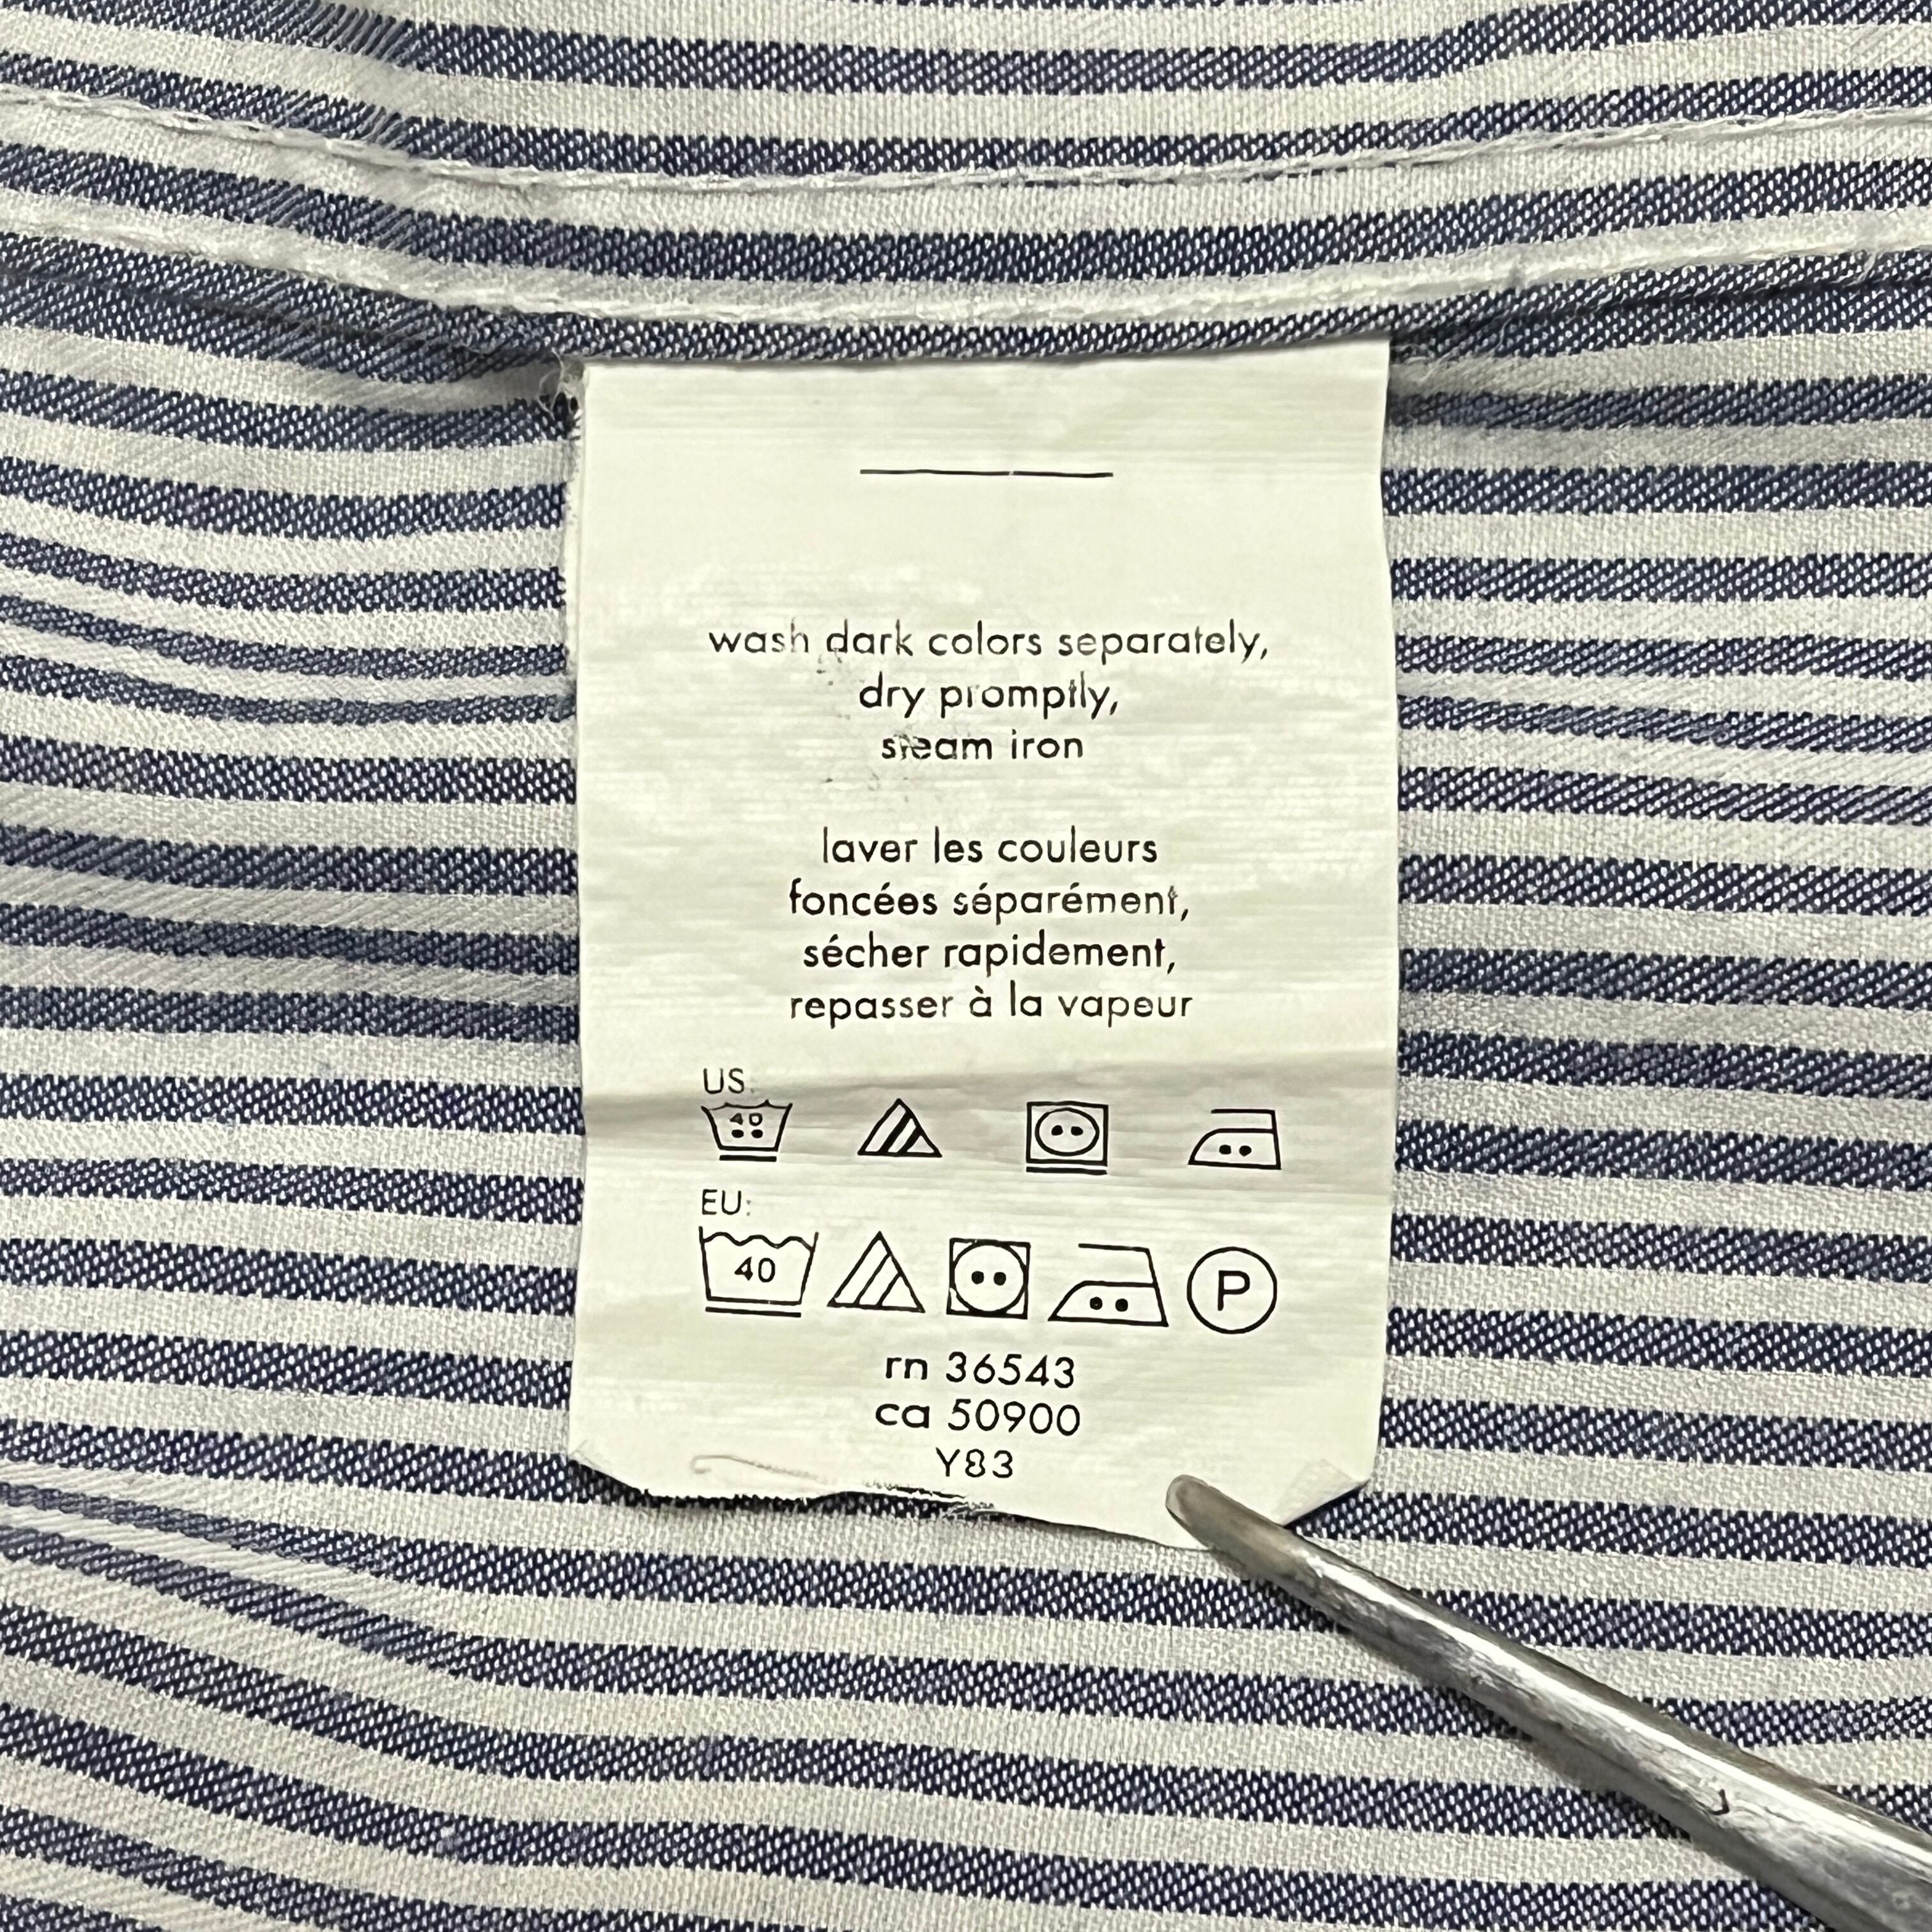 wash dark colors separately,
dry promptly,
steam iron
laver les couleurs
foncées séparément,
sécher rapidement,
repasser à la vapeur
US:
40
EU:
40
P
rn 36543
ca 50900
Y83